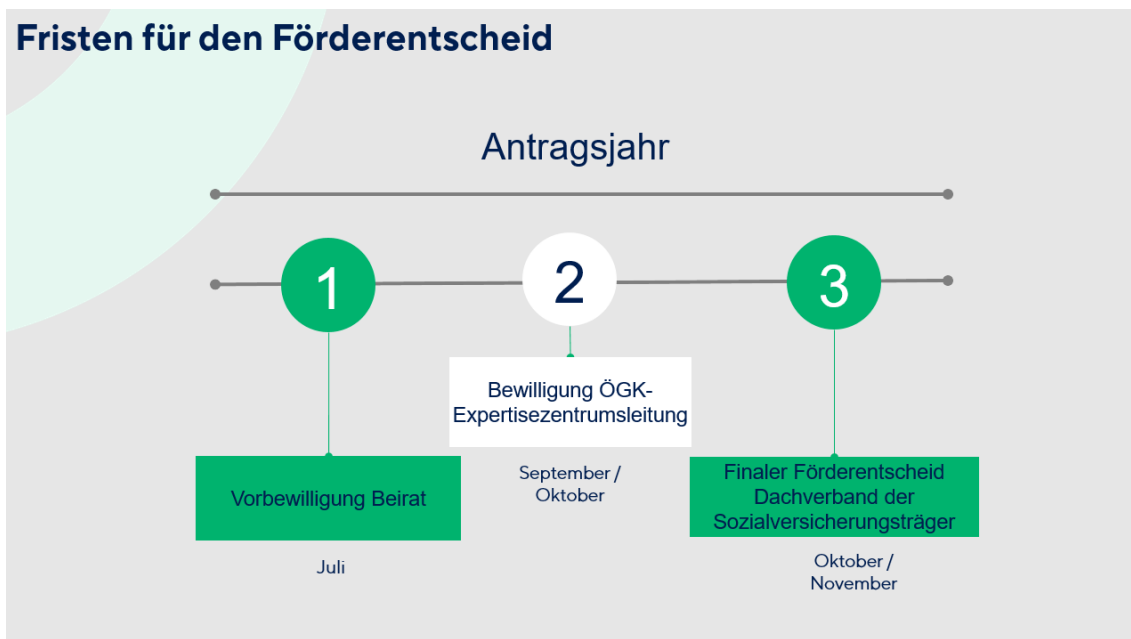 Fristen für den Förderentscheid
Antragsjahr
1
2
3
Bewilligung ÖGK-
Expertisezentrumsleitung
September /
Oktober
Vorbewilligung Beirat
Juli
Finaler Förderentscheid
Dachverband der
Sozialversicherungsträger
Oktober /
November